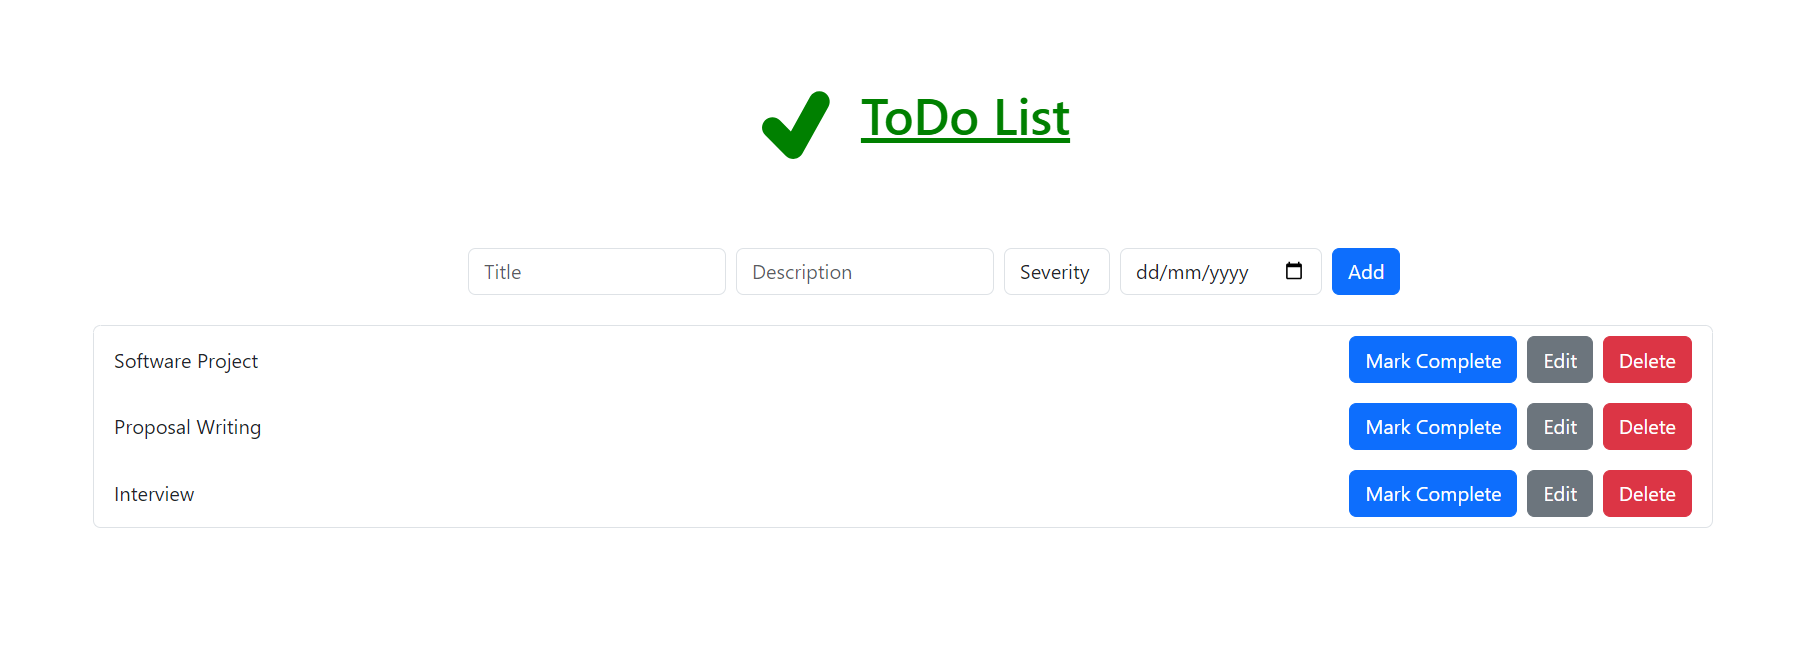 ToDo List
Title Description Severity dd/mm/yyyy Add
Software Project Mark Complete Edit Delete
Proposal Writing Mark Complete Edit Delete
Interview Mark Complete Edit Delete